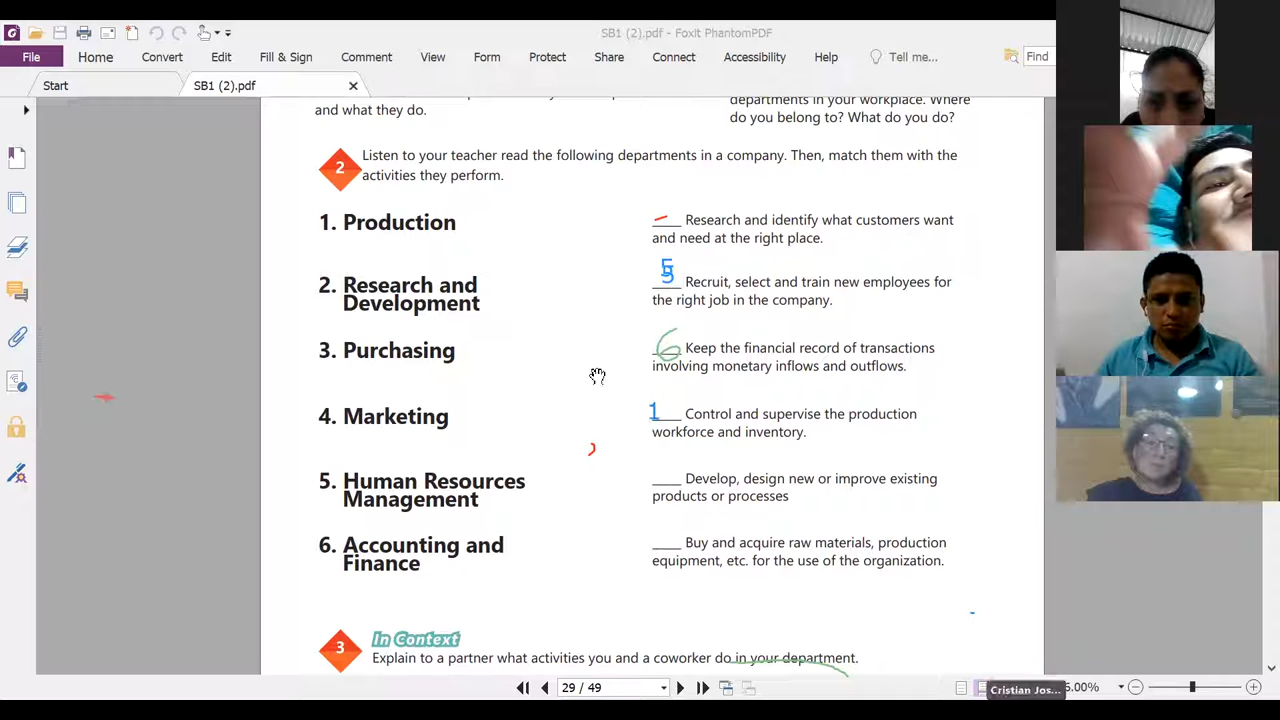 SB1 (2).pdf - Foxit PhantomPDF
File Home Convert Edit Fill & Sign Comment View Form Protect Share Connect Accessibility Help Tell me... Find
Start SB1 (2).pdf
and what they do.
departments in your workplace. Where
do you belong to? What do you do?
2 Listen to your teacher read the following departments in a company. Then, match them with the
activities they perform.
1. Production
2. Research and
Development
3. Purchasing
4. Marketing
5. Human Resources
Management
6. Accounting and
Finance
____ Research and identify what customers want
and need at the right place.
5 Recruit, select and train new employees for
the right job in the company.
6 Keep the financial record of transactions
involving monetary inflows and outflows.
1 Control and supervise the production
workforce and inventory.
____ Develop, design new or improve existing
products or processes
____ Buy and acquire raw materials, production
equipment, etc. for the use of the organization.
3 In Context
Explain to a partner what activities you and a coworker do in your department.
29 / 49
Cristian Jos...
5.00%